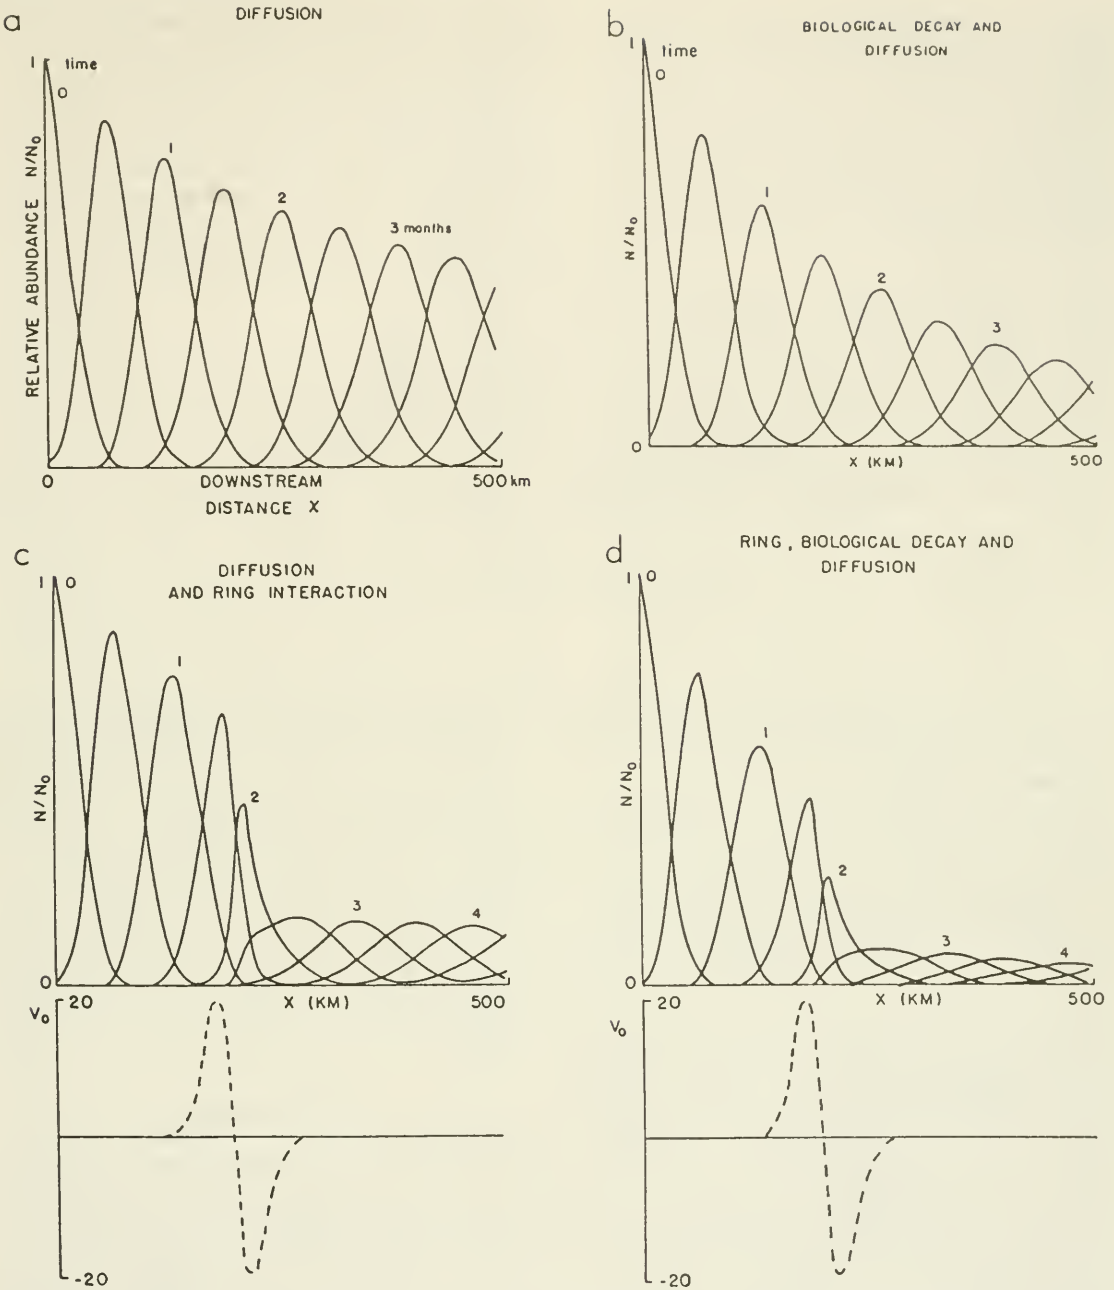 a
DIFFUSION
1
time
0
1
2
3 months
RELATIVE ABUNDANCE N/N₀
0
DOWNSTREAM
500 km
DISTANCE X
b
BIOLOGICAL DECAY AND
DIFFUSION
1
time
0
1
2
3
N/N₀
0
X (KM)
500
c
DIFFUSION
AND RING INTERACTION
1
0
1
2
3
4
N/N₀
0
X (KM)
500
V₀
20
-20
d
RING, BIOLOGICAL DECAY AND
DIFFUSION
1
0
1
2
3
4
N/N₀
0
X (KM)
500
V₀
20
-20